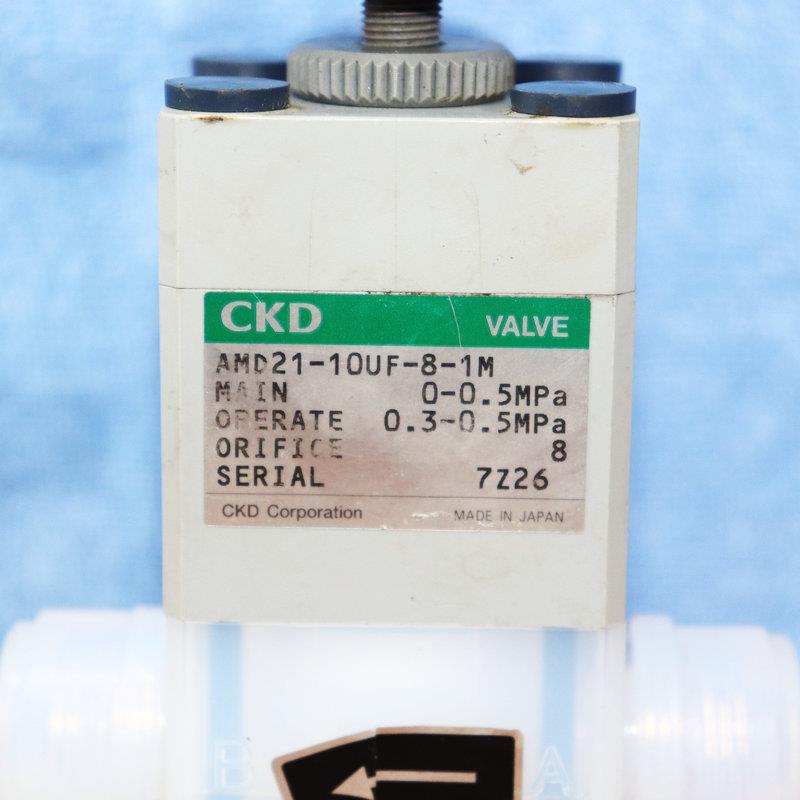 CKD VALVE
AMD21-10UF-8-1M
MAIN 0-0.5MPa
OPERATE 0.3-0.5MPa
ORIFICE 8
SERIAL 7Z26
CKD Corporation MADE IN JAPAN
B A